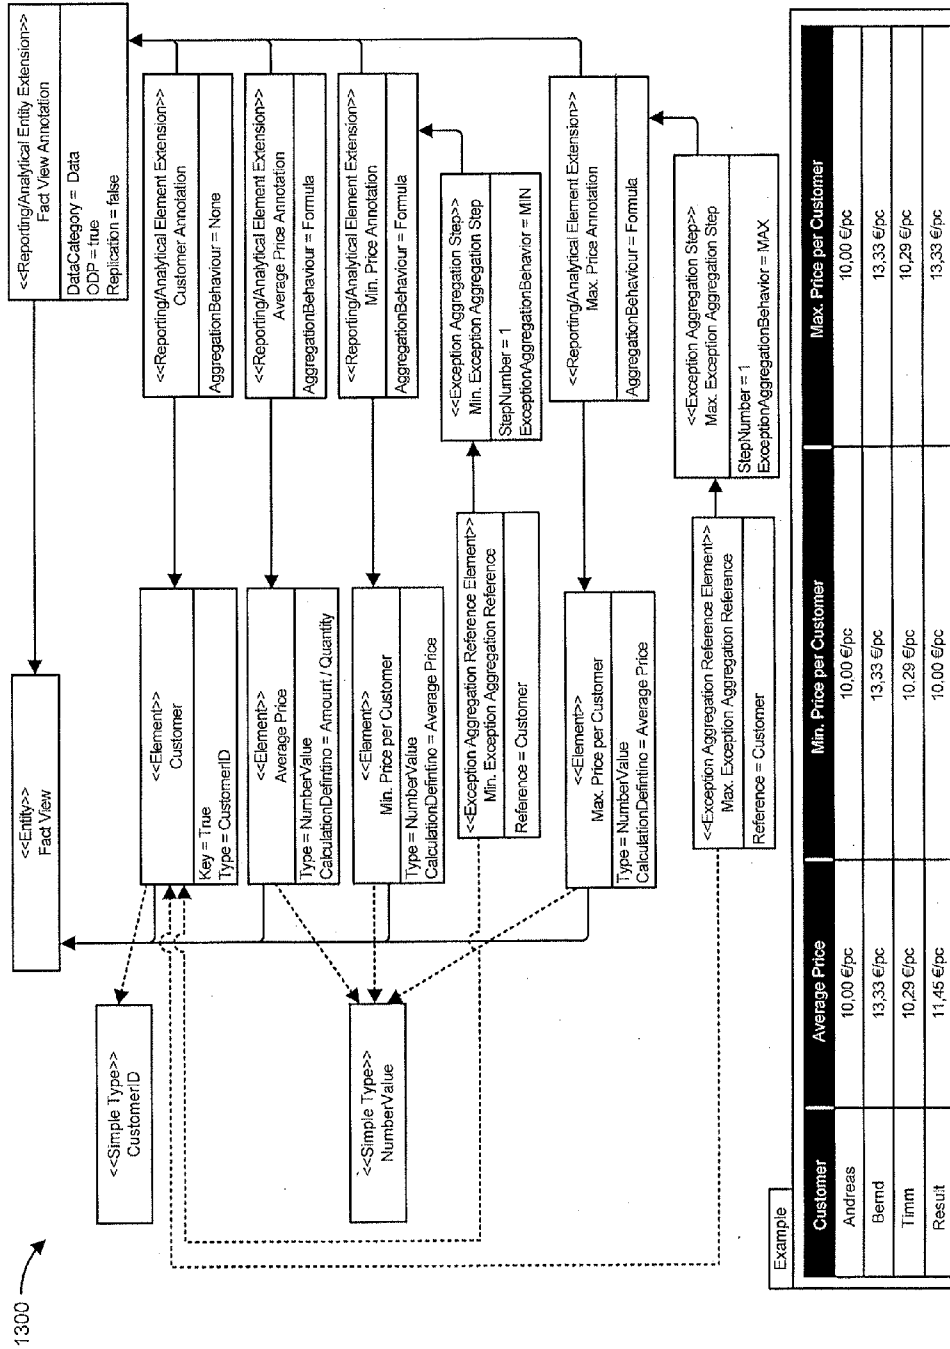 1300
<<Entity>>
Fact View
<<Reporting/Analytical Entity Extension>>
Fact View Annotation
DataCategory = Data
ODP = true
Replication = false
<<Simple Type>>
CustomerID
<<Element>>
Customer
Key = True
Type = CustomerID
<<Reporting/Analytical Element Extension>>
Customer Annotation
AggregationBehaviour = None
<<Element>>
Average Price
Type = NumberValue
CalculationDefintino = Amount / Quantity
<<Reporting/Analytical Element Extension>>
Average Price Annotation
AggregationBehaviour = Formula
<<Simple Type>>
NumberValue
<<Element>>
Min. Price per Customer
Type = NumberValue
CalculationDefintino = Average Price
<<Reporting/Analytical Element Extension>>
Min. Price Annotation
AggregationBehaviour = Formula
<<Exception Aggregation Reference Element>>
Min. Exception Aggregation Reference
Reference = Customer
<<Exception Aggregation Step>>
Min. Exception Aggregation Step
StepNumber = 1
ExceptionAggregationBehavior = MIN
<<Element>>
Max. Price per Customer
Type = NumberValue
CalculationDefintino = Average Price
<<Reporting/Analytical Element Extension>>
Max. Price Annotation
AggregationBehaviour = Formula
<<Exception Aggregation Reference Element>>
Max. Exception Aggregation Reference
Reference = Customer
<<Exception Aggregation Step>>
Max. Exception Aggregation Step
StepNumber = 1
ExceptionAggregationBehavior = MAX
Example
Customer Average Price Min. Price per Customer Max. Price per Customer
Andreas 10,00 €/pc 10,00 €/pc 10,00 €/pc
Bernd 13,33 €/pc 13,33 €/pc 13,33 €/pc
Timm 10,29 €/pc 10,29 €/pc 10,29 €/pc
Result 11,45 €/pc 10,00 €/pc 13,33 €/pc